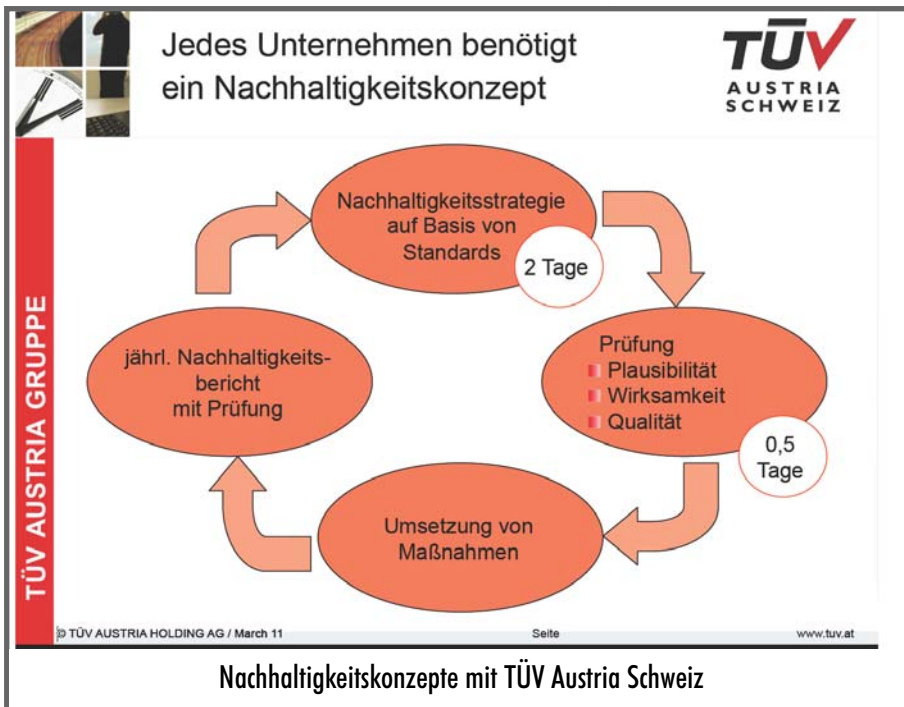 Jedes Unternehmen benötigt
ein Nachhaltigkeitskonzept
TÜV
AUSTRIA
SCHWEIZ
TÜV AUSTRIA GRUPPE
Nachhaltigkeitsstrategie
auf Basis von
Standards
2 Tage
Prüfung
Plausibilität
Wirksamkeit
Qualität
0,5
Tage
Umsetzung von
Maßnahmen
jährl. Nachhaltigkeits-
bericht
mit Prüfung
© TÜV AUSTRIA HOLDING AG / March 11
Seite
www.tuv.at
Nachhaltigkeitskonzepte mit TÜV Austria Schweiz